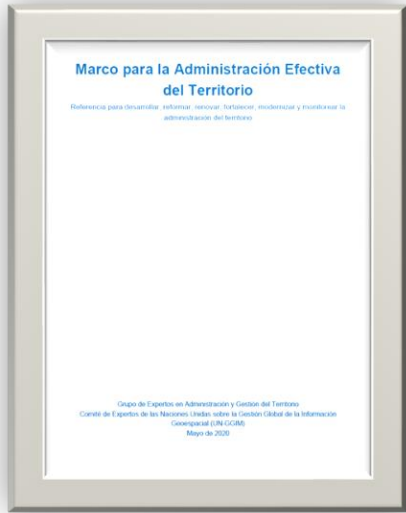 Marco para la Administración Efectiva
del Territorio
Referencia para desarrollar, reformar, renovar, fortalecer, modernizar y monitorear la
administración del territorio
Grupo de Expertos en Administración y Gestión del Territorio
Comité de Expertos de las Naciones Unidas sobre la Gestión Global de la Información
Geoespacial (UN-GGIM)
Mayo de 2020